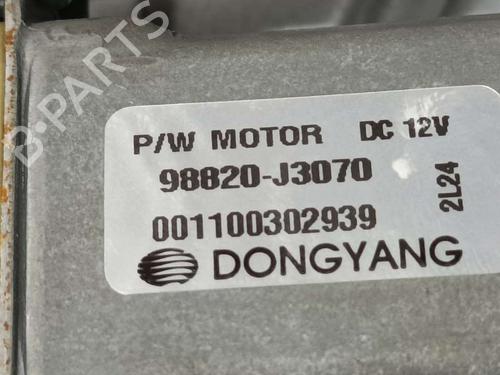 P/W MOTOR DC 12V
98820-J3070
001100302939
2L24
DONGYANG
B-PARTS